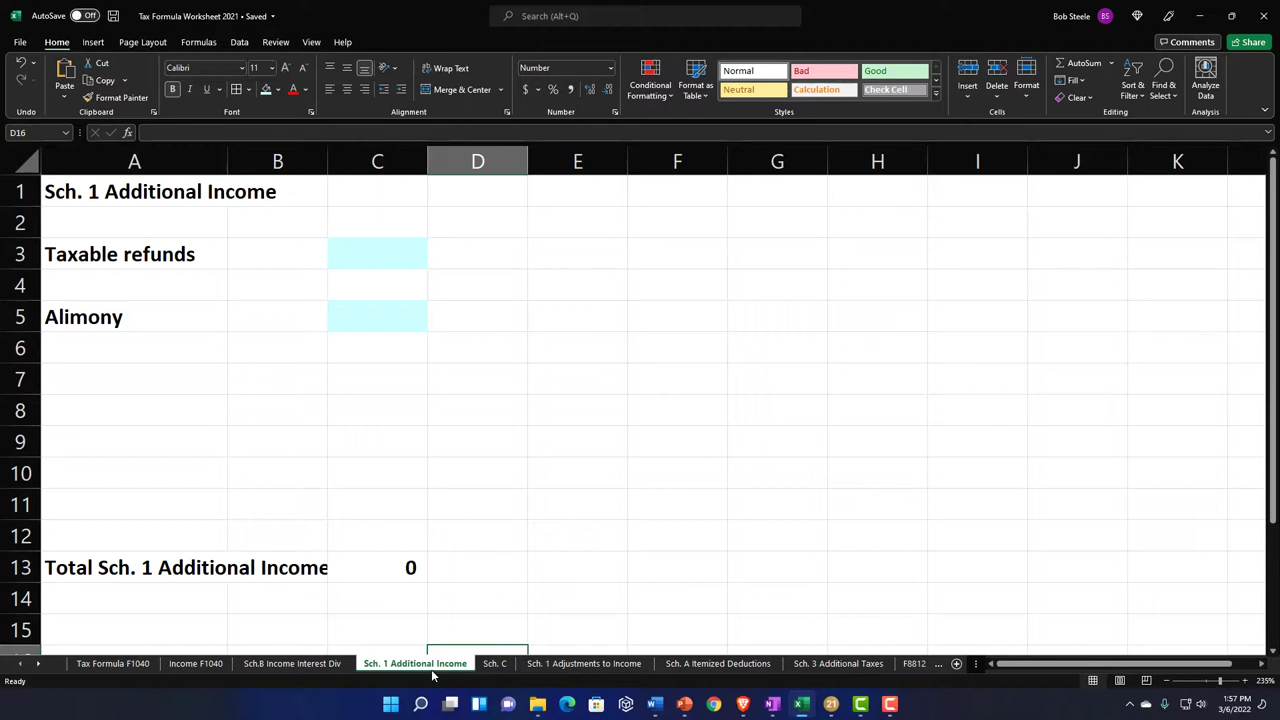 AutoSave Off Tax Formula Worksheet 2021 • Saved Search (Alt+Q) Bob Steele BS
File Home Insert Page Layout Formulas Data Review View Help Comments Share
Paste Cut Copy Format Painter Calibri 11 Wrap Text Merge & Center Number Conditional Formatting Format as Table Normal Bad Good Neutral Calculation Check Cell Insert Delete Format AutoSum Fill Clear Sort & Filter Find & Select Analyze Data
Undo Clipboard Font Alignment Number Styles Cells Editing Analysis
D16 fx
A B C D E F G H I J K
1 Sch. 1 Additional Income
2
3 Taxable refunds
4
5 Alimony
6
7
8
9
10
11
12
13 Total Sch. 1 Additional Income 0
14
15
Tax Formula F1040 Income F1040 Sch.B Income Interest Div Sch. 1 Additional Income Sch. C Sch. 1 Adjustments to Income Sch. A Itemized Deductions Sch. 3 Additional Taxes F8812 ...
Ready 235%
21 1:57 PM
3/6/2022